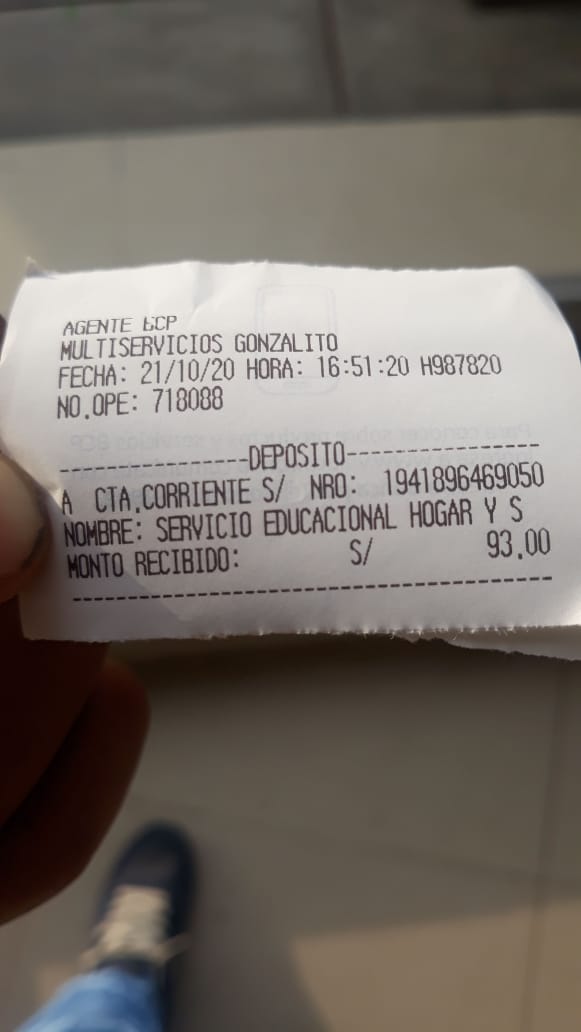 AGENTE BCP
MULTISERVICIOS GONZALITO
FECHA: 21/10/20 HORA: 16:51:20 H987820
NO.OPE: 718088
----------------DEPOSITO----------------
A CTA.CORRIENTE S/ NRO: 1941896469050
NOMBRE: SERVICIO EDUCACIONAL HOGAR Y S
MONTO RECIBIDO: S/ 93.00
----------------------------------------